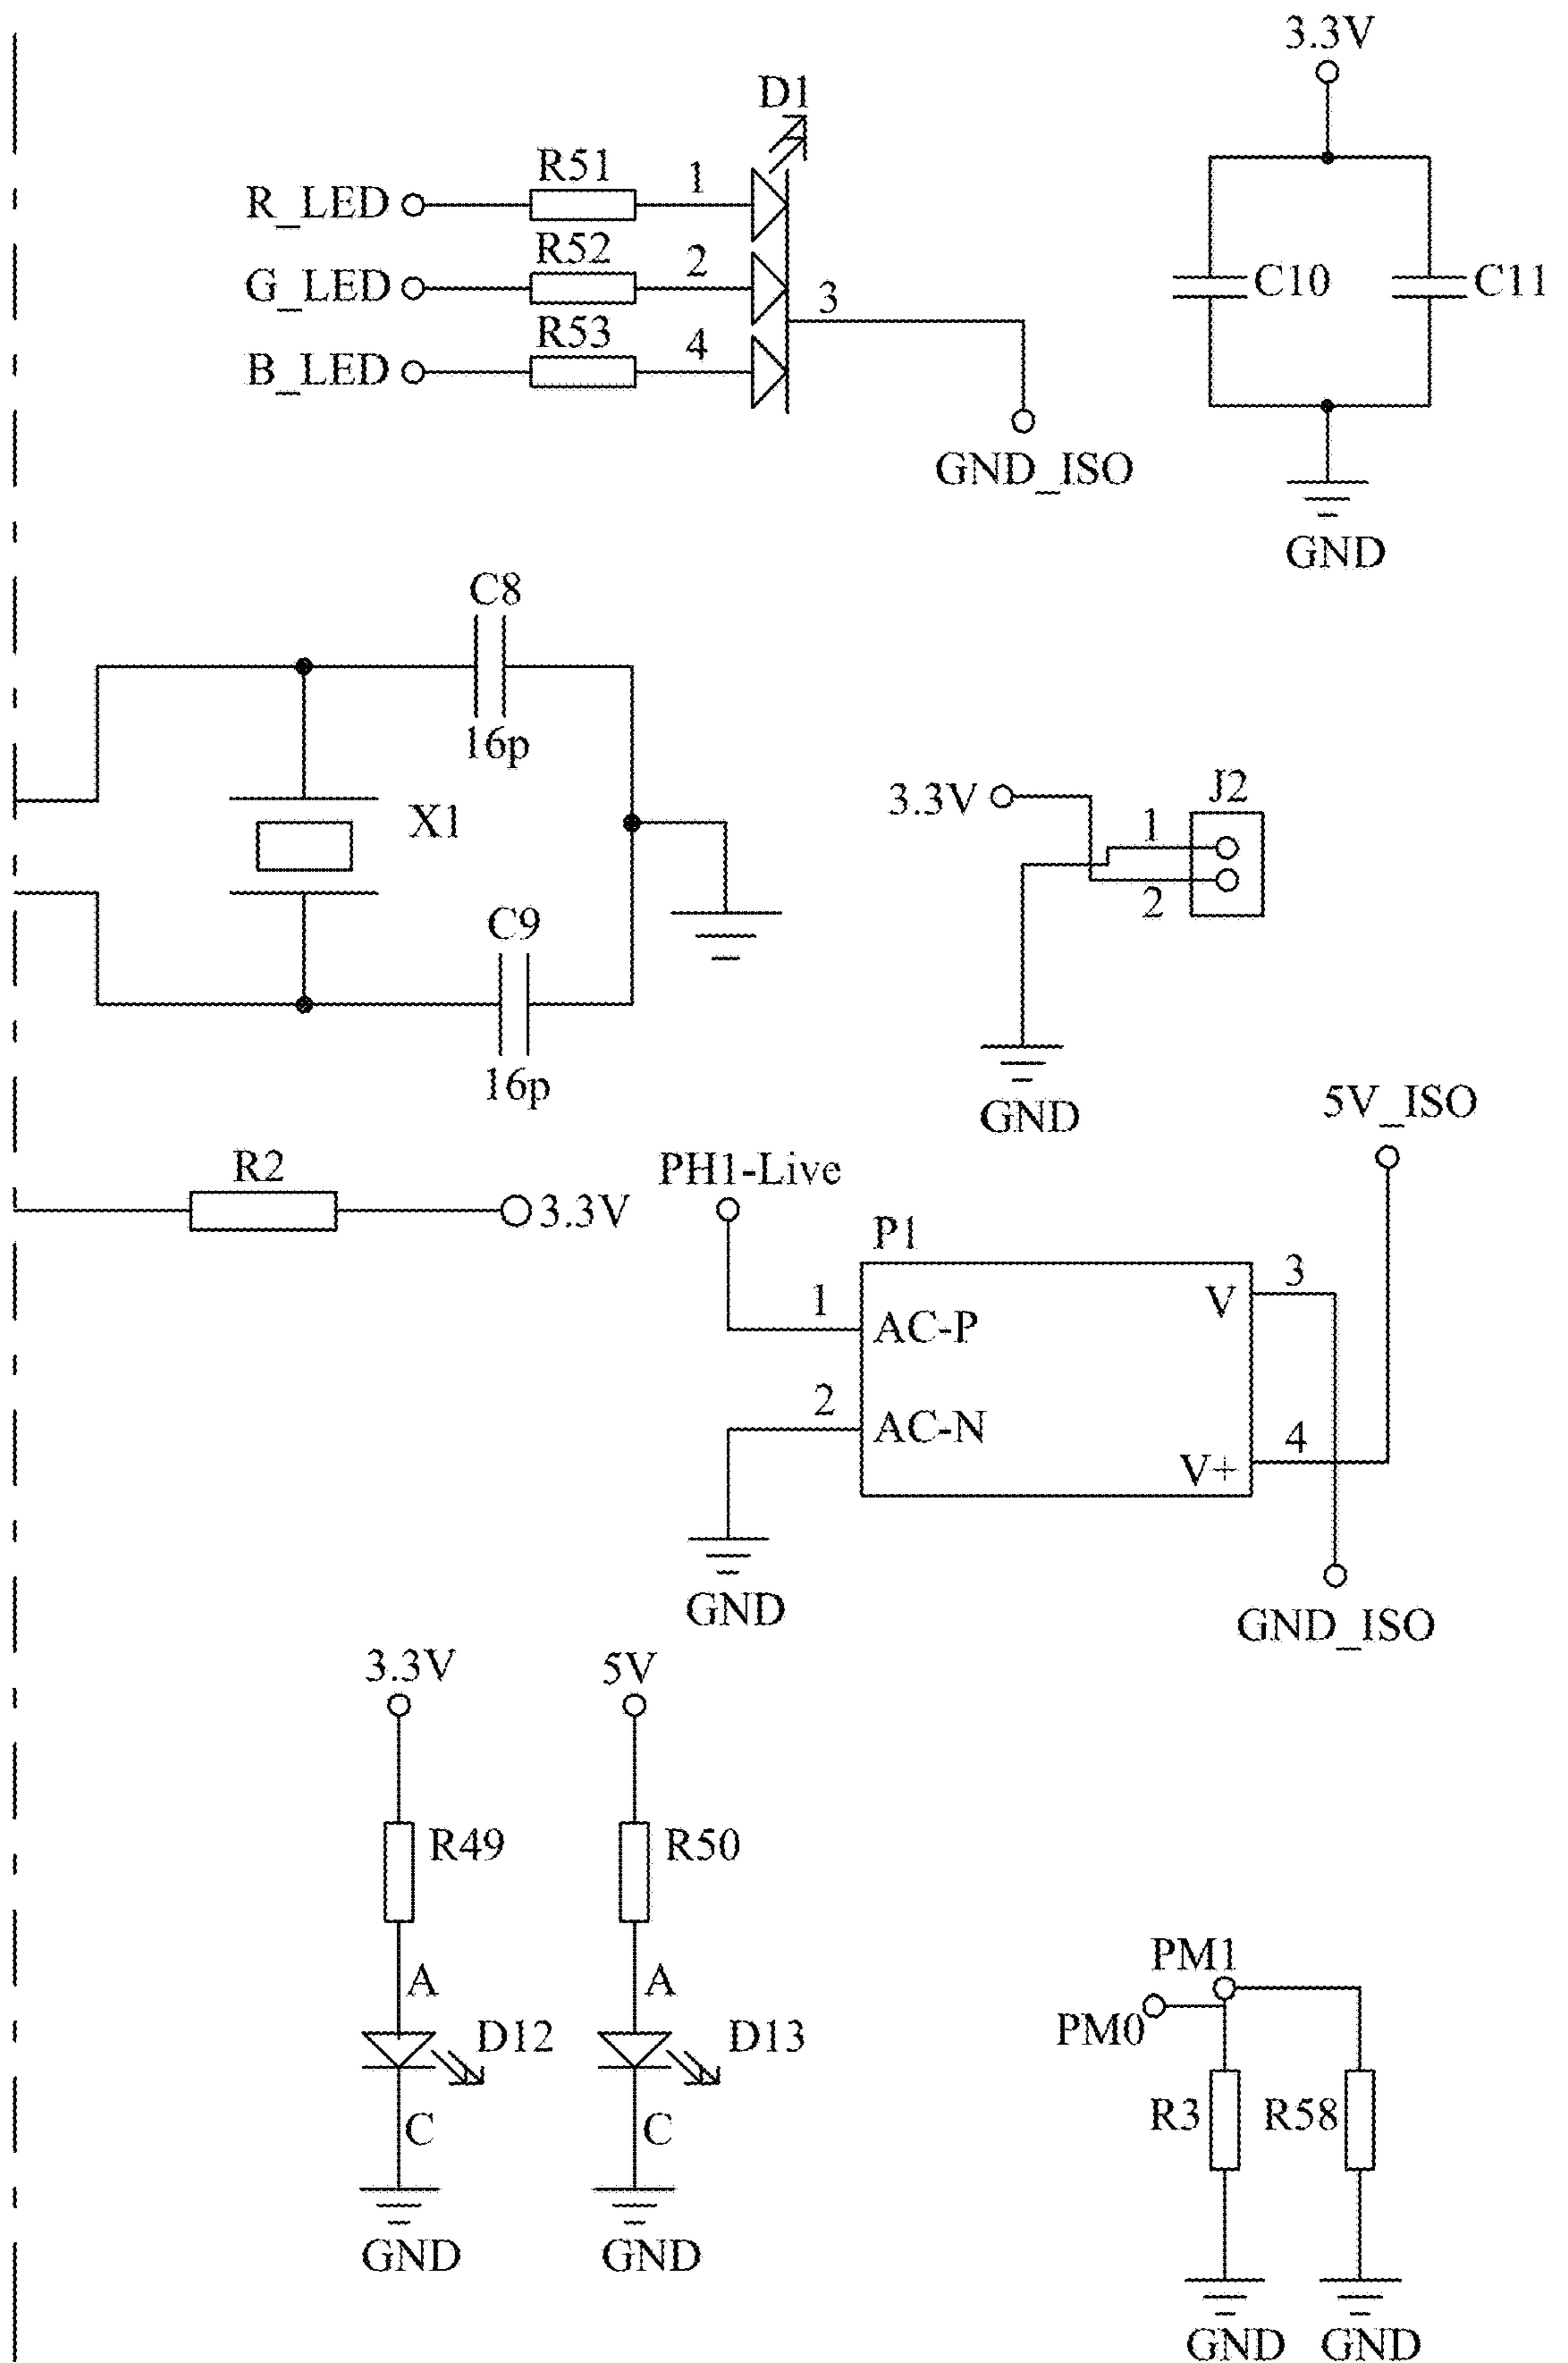 3.3V
D1
R51
1
R_LED
R52
2
G_LED
R53
4
B_LED
3
C10
C11
GND_ISO
GND
C8
16p
X1
C9
16p
3.3V
J2
1
2
GND
5V_ISO
R2
3.3V
PH1-Live
P1
3
V
1
AC-P
2
AC-N
4
V+
GND
GND_ISO
3.3V
5V
R49
R50
A
A
D12
D13
C
C
GND
GND
PM1
PM0
R3
R58
GND
GND